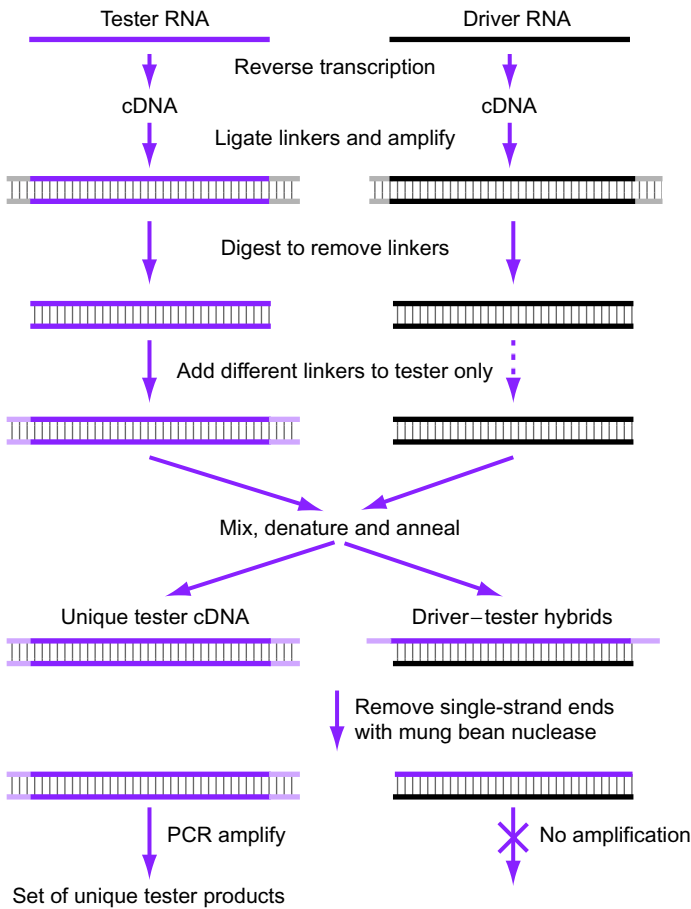 Tester RNA
Driver RNA
Reverse transcription
cDNA
cDNA
Ligate linkers and amplify
Digest to remove linkers
Add different linkers to tester only
Mix, denature and anneal
Unique tester cDNA
Driver–tester hybrids
Remove single-strand ends
with mung bean nuclease
PCR amplify
No amplification
Set of unique tester products